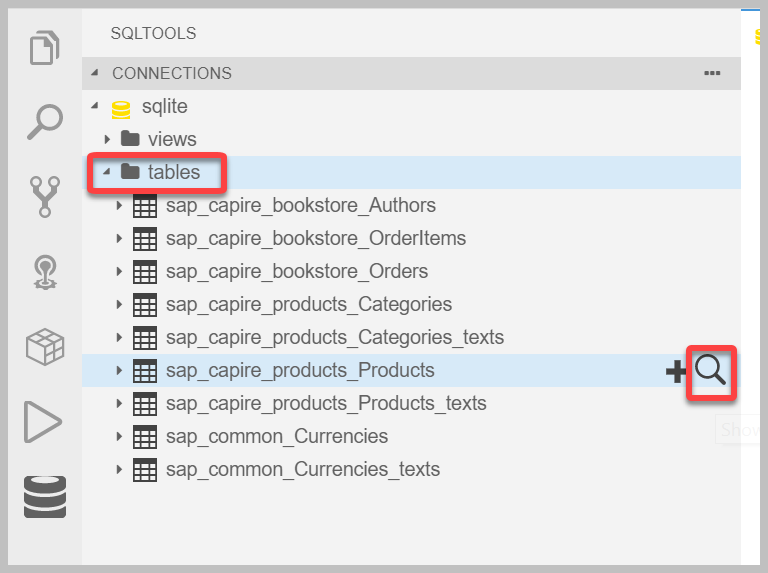 SQLTOOLS
CONNECTIONS
sqlite
views
tables
sap_capire_bookstore_Authors
sap_capire_bookstore_OrderItems
sap_capire_bookstore_Orders
sap_capire_products_Categories
sap_capire_products_Categories_texts
sap_capire_products_Products
sap_capire_products_Products_texts
Show
sap_common_Currencies
sap_common_Currencies_texts